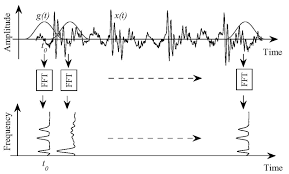 Amplitude
g(t)
x(t)
t0
Time
FFT
FFT
FFT
Frequency
t0
Time